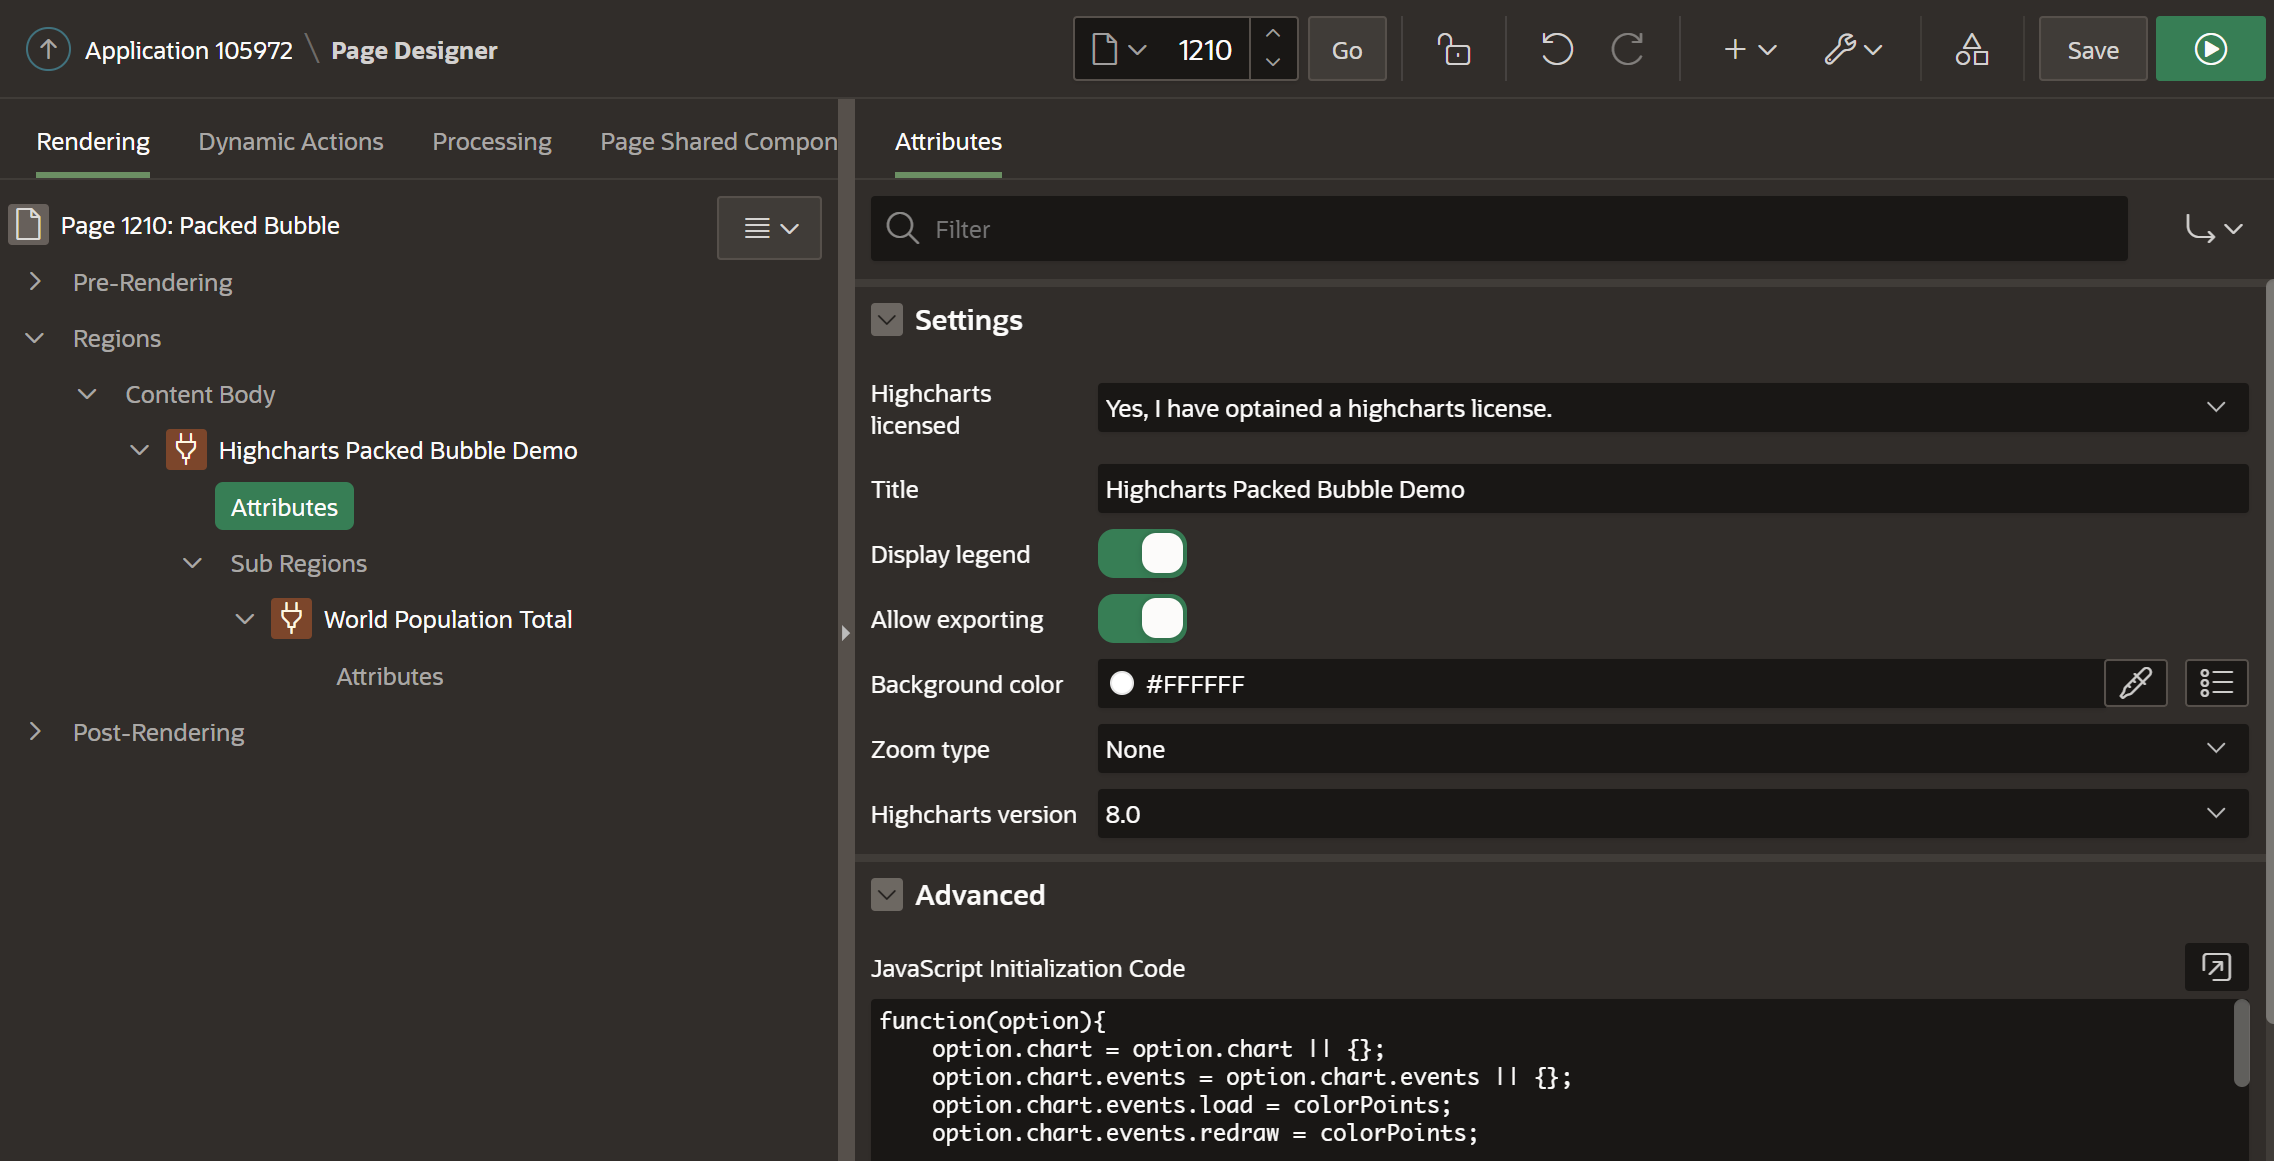 Application 105972 \ Page Designer
1210
Go
Save
Rendering
Dynamic Actions
Processing
Page Shared Compon
Attributes
Page 1210: Packed Bubble
Filter
Pre-Rendering
Regions
Content Body
Highcharts Packed Bubble Demo
Attributes
Sub Regions
World Population Total
Attributes
Post-Rendering
Settings
Highcharts
licensed
Yes, I have optained a highcharts license.
Title
Highcharts Packed Bubble Demo
Display legend
Allow exporting
Background color
#FFFFFF
Zoom type
None
Highcharts version
8.0
Advanced
JavaScript Initialization Code
function(option){
    option.chart = option.chart || {};
    option.chart.events = option.chart.events || {};
    option.chart.events.load = colorPoints;
    option.chart.events.redraw = colorPoints;